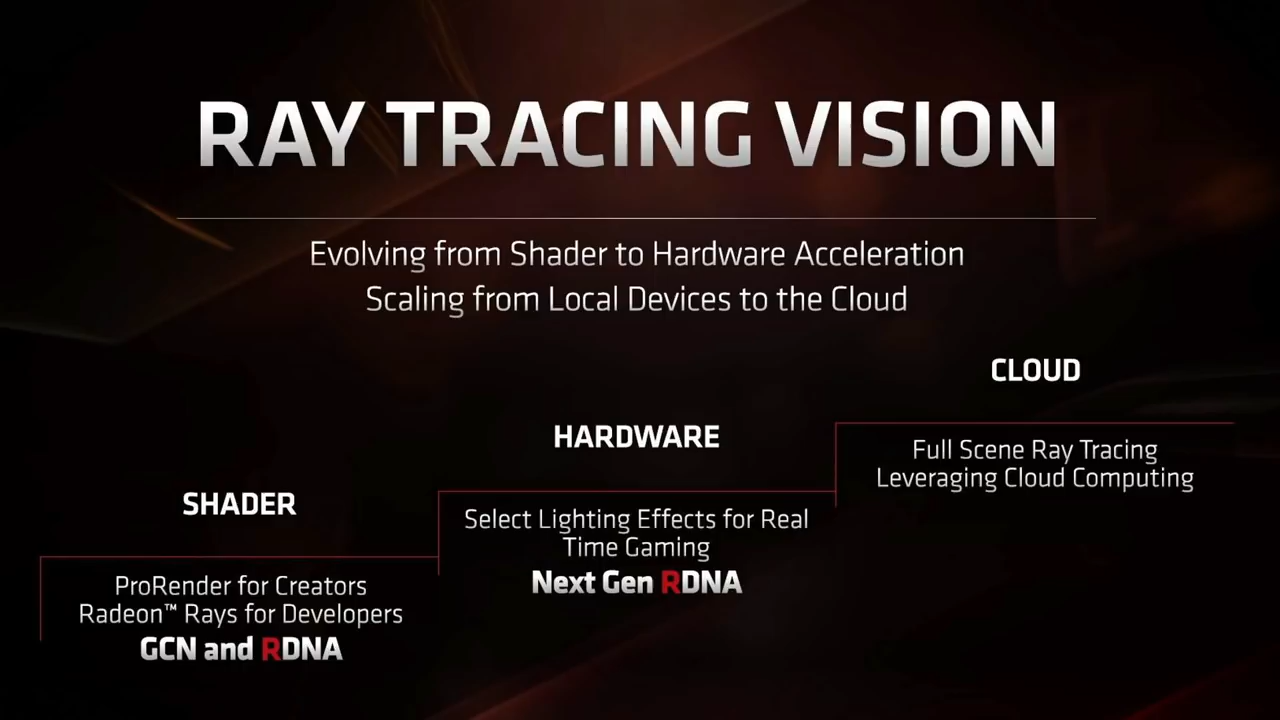 RAY TRACING VISION
Evolving from Shader to Hardware Acceleration
Scaling from Local Devices to the Cloud
SHADER
ProRender for Creators
Radeon™ Rays for Developers
GCN and RDNA
HARDWARE
Select Lighting Effects for Real
Time Gaming
Next Gen RDNA
CLOUD
Full Scene Ray Tracing
Leveraging Cloud Computing